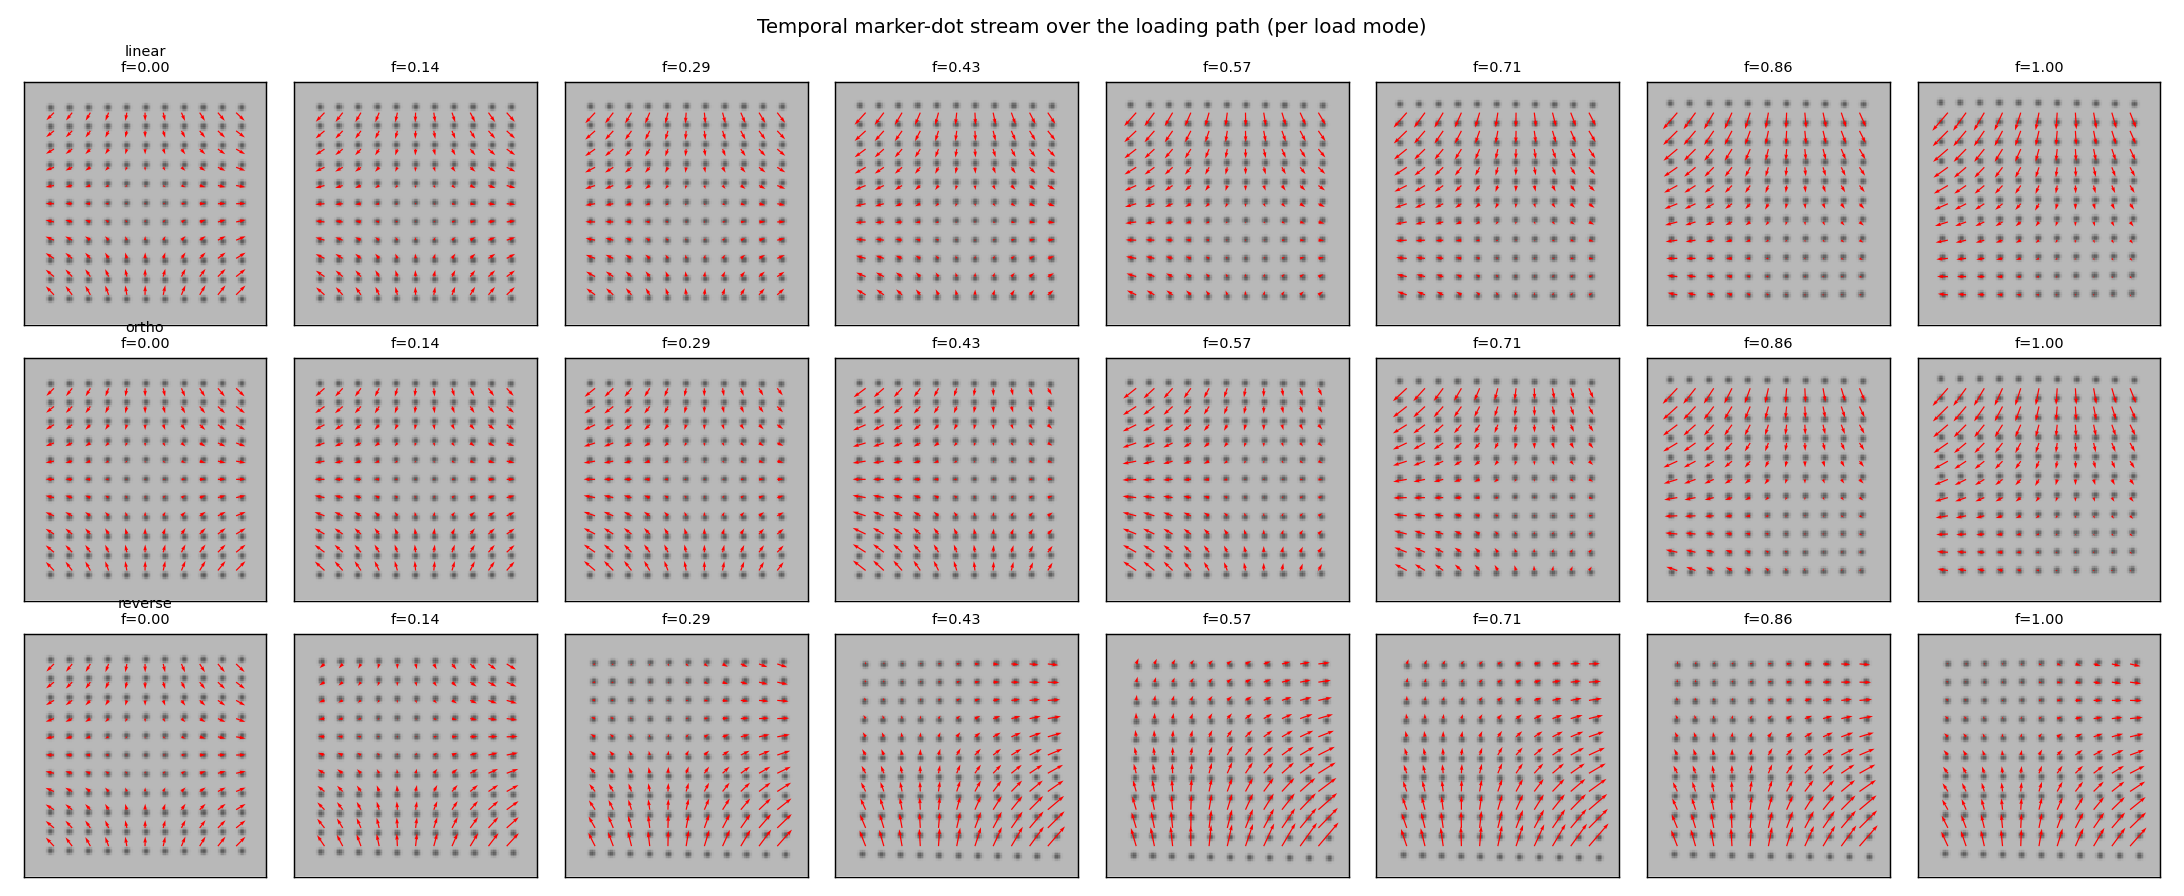 Temporal marker-dot stream over the loading path (per load mode)
linear
f=0.00 f=0.14 f=0.29 f=0.43 f=0.57 f=0.71 f=0.86 f=1.00
ortho
f=0.00 f=0.14 f=0.29 f=0.43 f=0.57 f=0.71 f=0.86 f=1.00
reverse
f=0.00 f=0.14 f=0.29 f=0.43 f=0.57 f=0.71 f=0.86 f=1.00